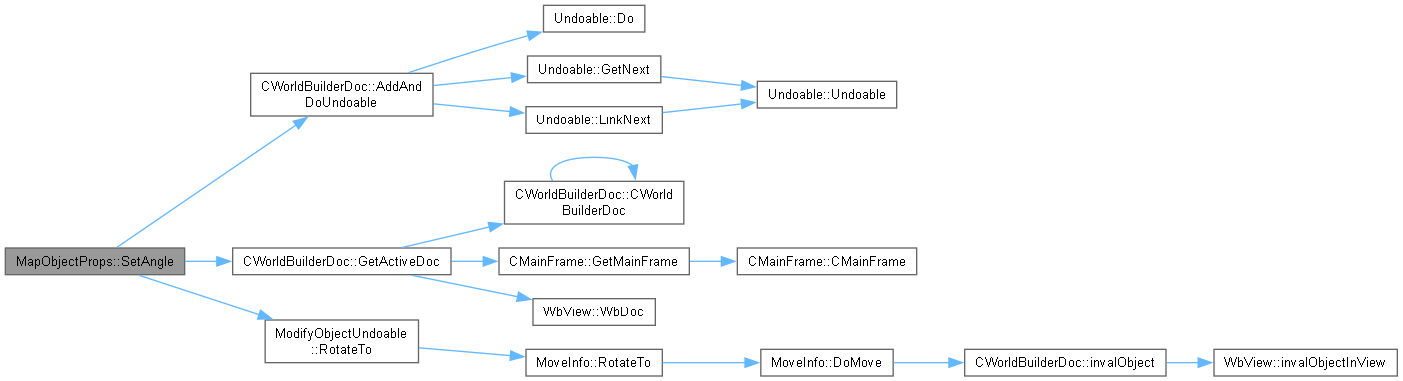 Undoable::Do
CWorldBuilderDoc::AddAnd
DoUndoable
Undoable::GetNext
Undoable::Undoable
Undoable::LinkNext
CWorldBuilderDoc::CWorld
BuilderDoc
MapObjectProps::SetAngle
CWorldBuilderDoc::GetActiveDoc
CMainFrame::GetMainFrame
CMainFrame::CMainFrame
WbView::WbDoc
ModifyObjectUndoable
::RotateTo
MoveInfo::RotateTo
MoveInfo::DoMove
CWorldBuilderDoc::invalObject
WbView::invalObjectInView